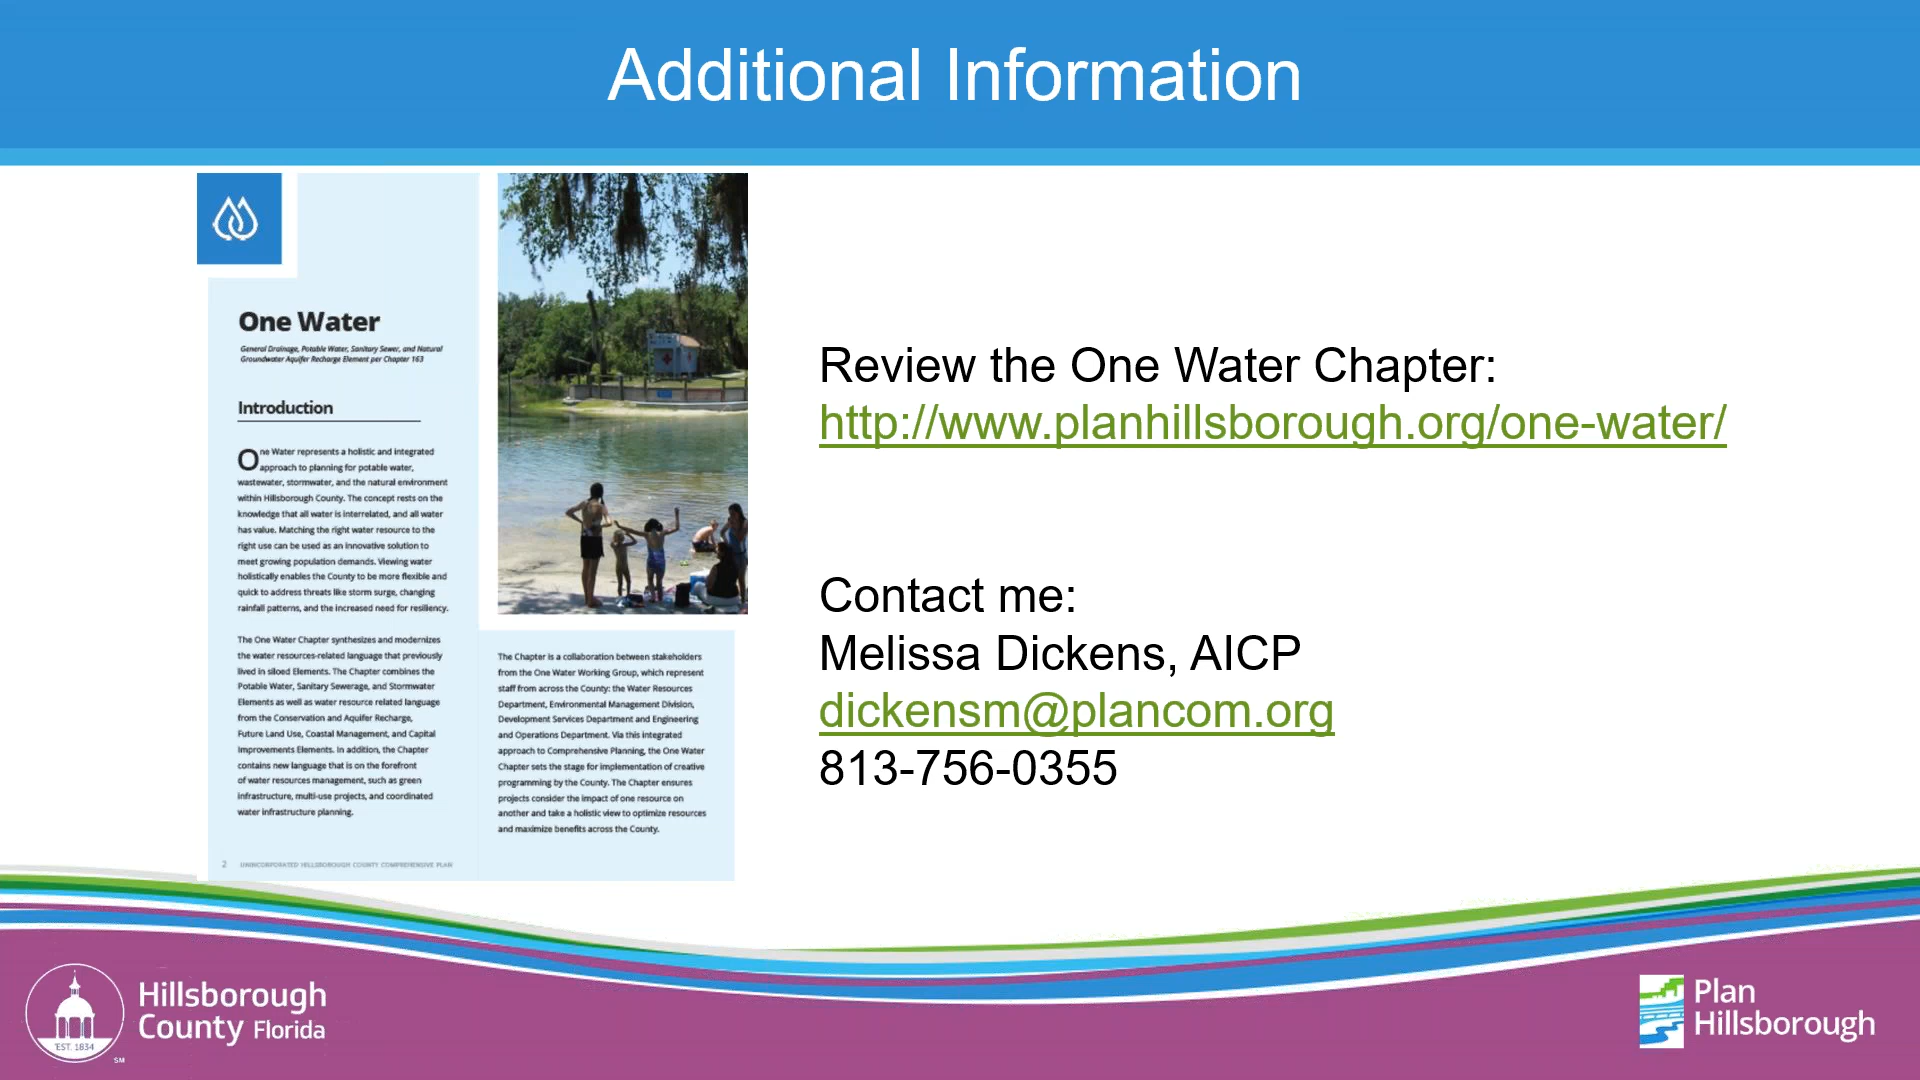 Additional Information
One Water
General Drainage, Potable Water, Sanitary Sewer, and Natural
Groundwater Aquifer Recharge Element per Chapter 163
Introduction
One Water represents a holistic and integrated
approach to planning for potable water,
wastewater, stormwater, and the natural environment
within Hillsborough County. The concept rests on the
knowledge that all water is interrelated, and all water
has value. Matching the right water resource to the
right use can be used as an innovative solution to
meet growing population demands. Viewing water
holistically enables the County to be more flexible and
quick to address threats like storm surge, changing
rainfall patterns, and the increased need for resiliency.
The One Water Chapter synthesizes and modernizes
the water resources-related language that previously
lived in siloed Elements. The Chapter combines the
Potable Water, Sanitary Sewerage, and Stormwater
Elements as well as water resource related language
from the Conservation and Aquifer Recharge,
Future Land Use, Coastal Management, and Capital
Improvements Elements. In addition, the Chapter
contains new language that is on the forefront
of water resources management, such as green
infrastructure, multi-use projects, and coordinated
water infrastructure planning.
The Chapter is a collaboration between stakeholders
from the One Water Working Group, which represent
staff from across the County: the Water Resources
Department, Environmental Management Division,
Development Services Department and Engineering
and Operations Department. Via this integrated
approach to Comprehensive Planning, the One Water
Chapter sets the stage for implementation of creative
programming by the County. The Chapter ensures
projects consider the impact of one resource on
another and take a holistic view to optimize resources
and maximize benefits across the County.
2 UNINCORPORATED HILLSBOROUGH COUNTY COMPREHENSIVE PLAN
Review the One Water Chapter:
http://www.planhillsborough.org/one-water/
Contact me:
Melissa Dickens, AICP
dickensm@plancom.org
813-756-0355
Hillsborough
County Florida
EST. 1834
SM
Plan
Hillsborough